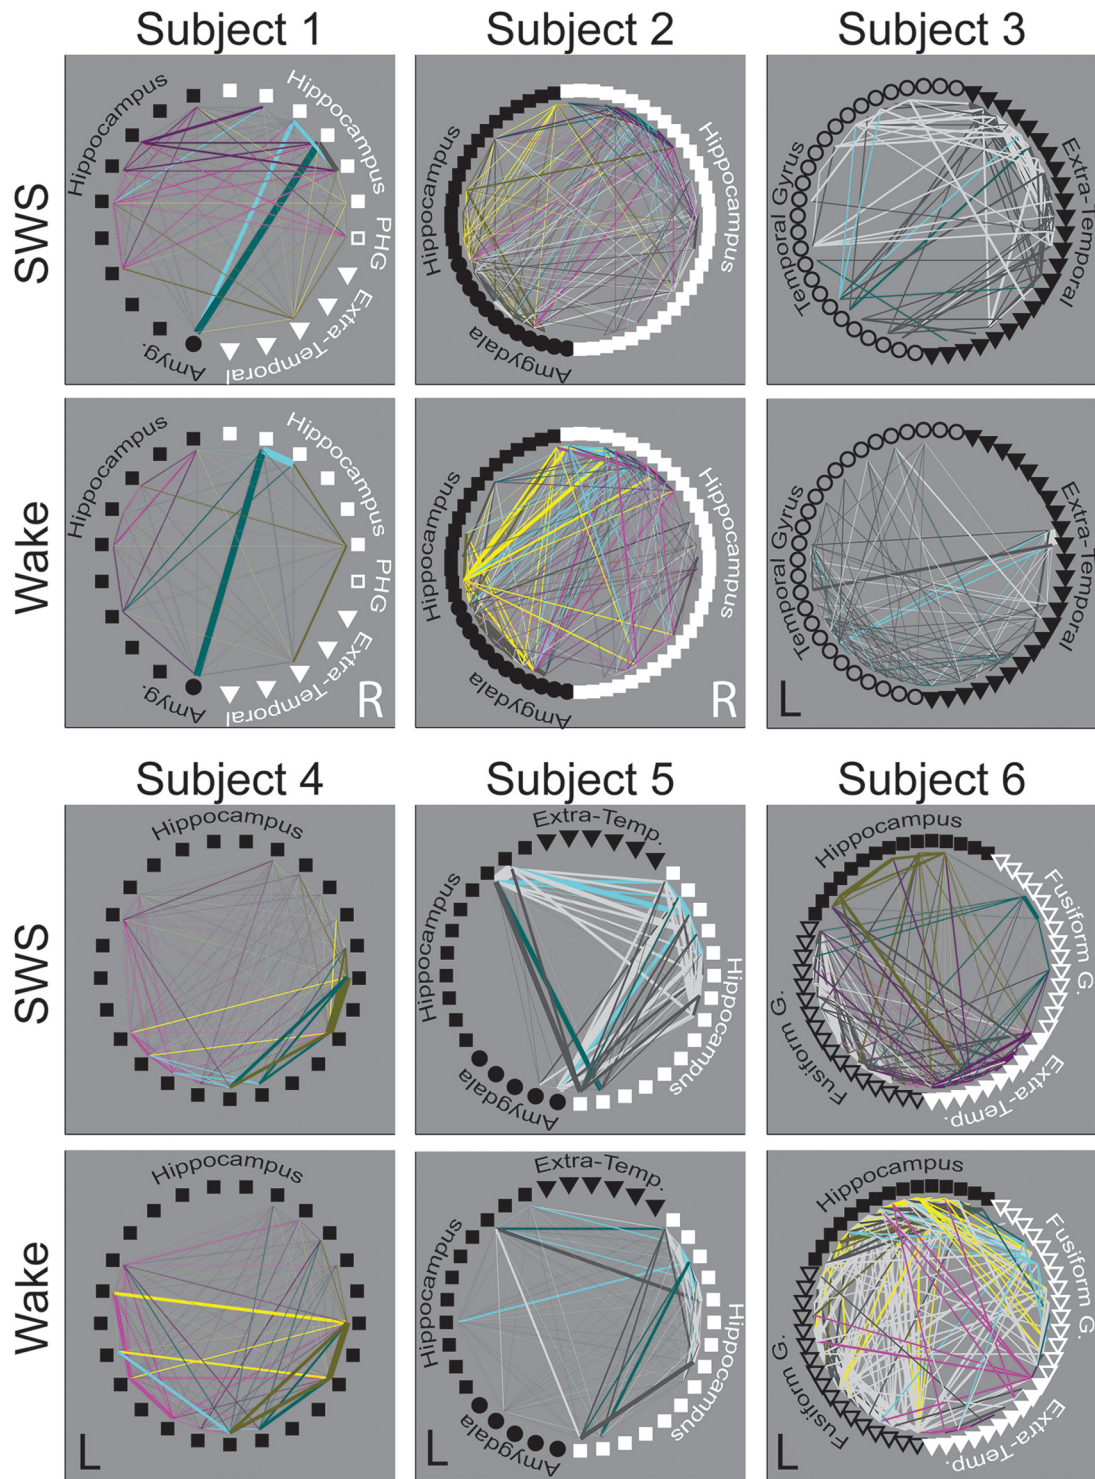 Subject 1
Subject 2
Subject 3
SWS
Hippocampus
Hippocampus
PHG
Extra-Temporal
Amyg.
Hippocampus
Hippocampus
Amgydala
Temporal Gyrus
Extra-Temporal
Wake
Hippocampus
Hippocampus
PHG
Extra-Temporal
Amyg.
R
Hippocampus
Hippocampus
Amgydala
R
Temporal Gyrus
Extra-Temporal
L
Subject 4
Subject 5
Subject 6
SWS
Hippocampus
Extra-Temp.
Hippocampus
Hippocampus
Amygdala
Hippocampus
Fusiform G.
Fusiform G.
Extra-Temp.
Wake
Hippocampus
L
Extra-Temp.
Hippocampus
Hippocampus
Amygdala
L
Hippocampus
Fusiform G.
Fusiform G.
Extra-Temp.
L